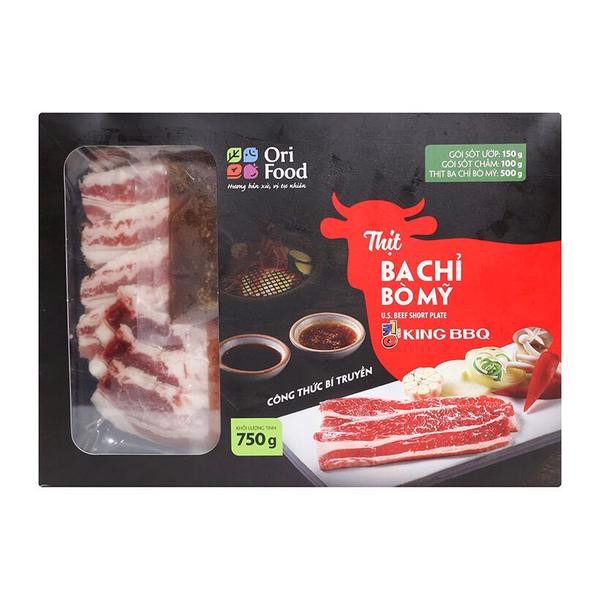 Ori
Food
Hương bản xứ, vị tự nhiên
GÓI SỐT ƯỚP: 150 g
GÓI SỐT CHẤM: 100 g
THỊT BA CHỈ BÒ MỸ: 500 g
Thịt
BA CHỈ
BÒ MỸ
U.S. BEEF SHORT PLATE
KING BBQ
CÔNG THỨC BÍ TRUYỀN
KHỐI LƯỢNG TỊNH:
750 g